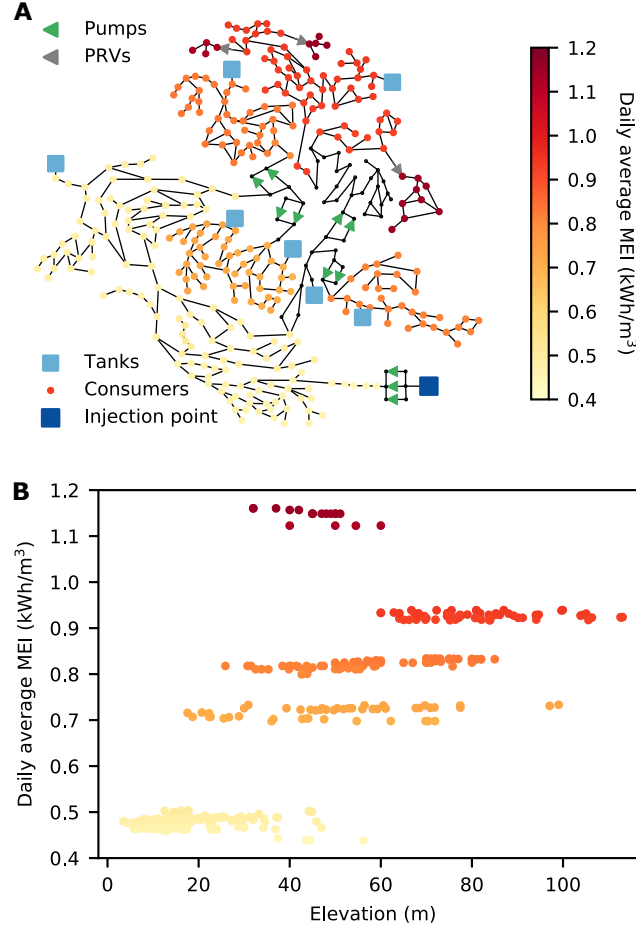 A
Pumps
PRVs
Tanks
Consumers
Injection point
1.2
1.1
1.0
0.9
0.8
0.7
0.6
0.5
0.4
Daily average MEI (kWh/m³)
B
Daily average MEI (kWh/m³)
1.2
1.1
1.0
0.9
0.8
0.7
0.6
0.5
0.4
0 20 40 60 80 100
Elevation (m)